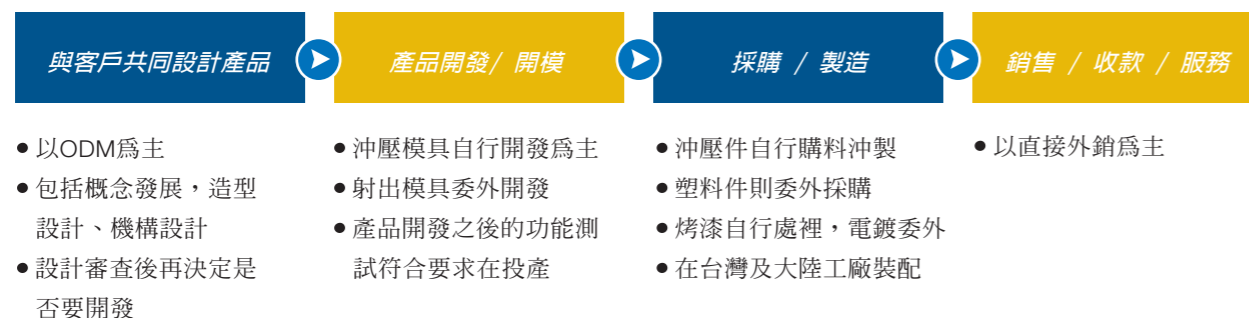 與客戶共同設計產品
產品開發/ 開模
採購 / 製造
銷售 / 收款 / 服務
● 以ODM爲主
● 包括概念發展，造型
設計、機構設計
● 設計審查後再決定是
否要開發
● 沖壓模具自行開發爲主
● 射出模具委外開發
● 產品開發之後的功能測
試符合要求在投產
● 沖壓件自行購料沖製
● 塑料件則委外採購
● 烤漆自行處裡，電鍍委外
● 在台灣及大陸工廠裝配
● 以直接外銷爲主